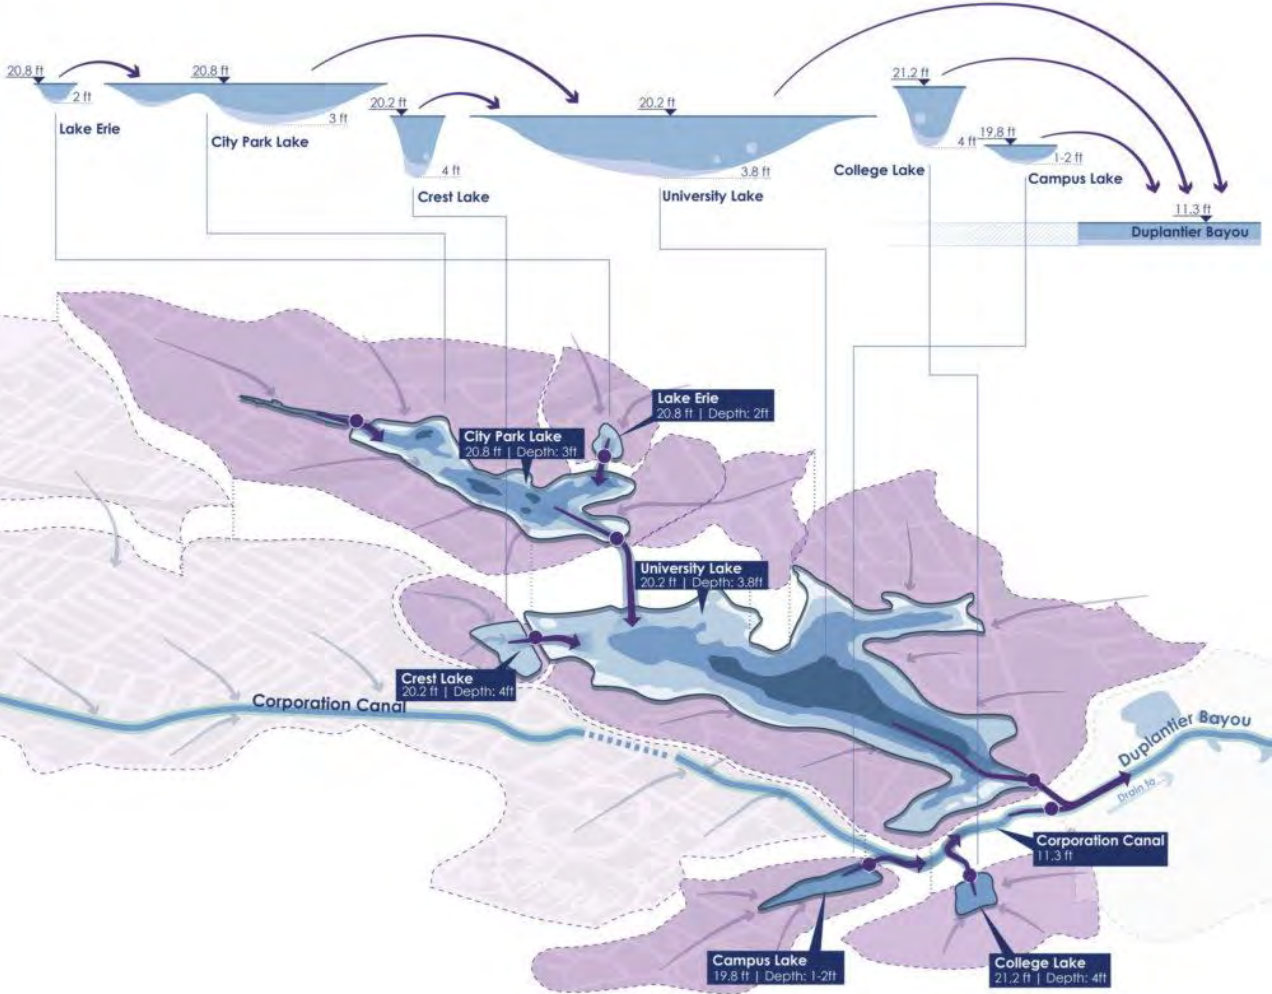 20.8 ft
2 ft
Lake Erie
20.8 ft
3 ft
City Park Lake
20.2 ft
4 ft
Crest Lake
20.2 ft
3.8 ft
University Lake
21.2 ft
4 ft
College Lake
19.8 ft
1-2 ft
Campus Lake
11.3 ft
Duplantier Bayou
Lake Erie
20.8 ft | Depth: 2ft
City Park Lake
20.8 ft | Depth: 3ft
University Lake
20.2 ft | Depth: 3.8ft
Crest Lake
20.2 ft | Depth: 4ft
Corporation Canal
Duplantier Bayou
Drain to...
Corporation Canal
11.3 ft
Campus Lake
19.8 ft | Depth: 1-2ft
College Lake
21.2 ft | Depth: 4ft